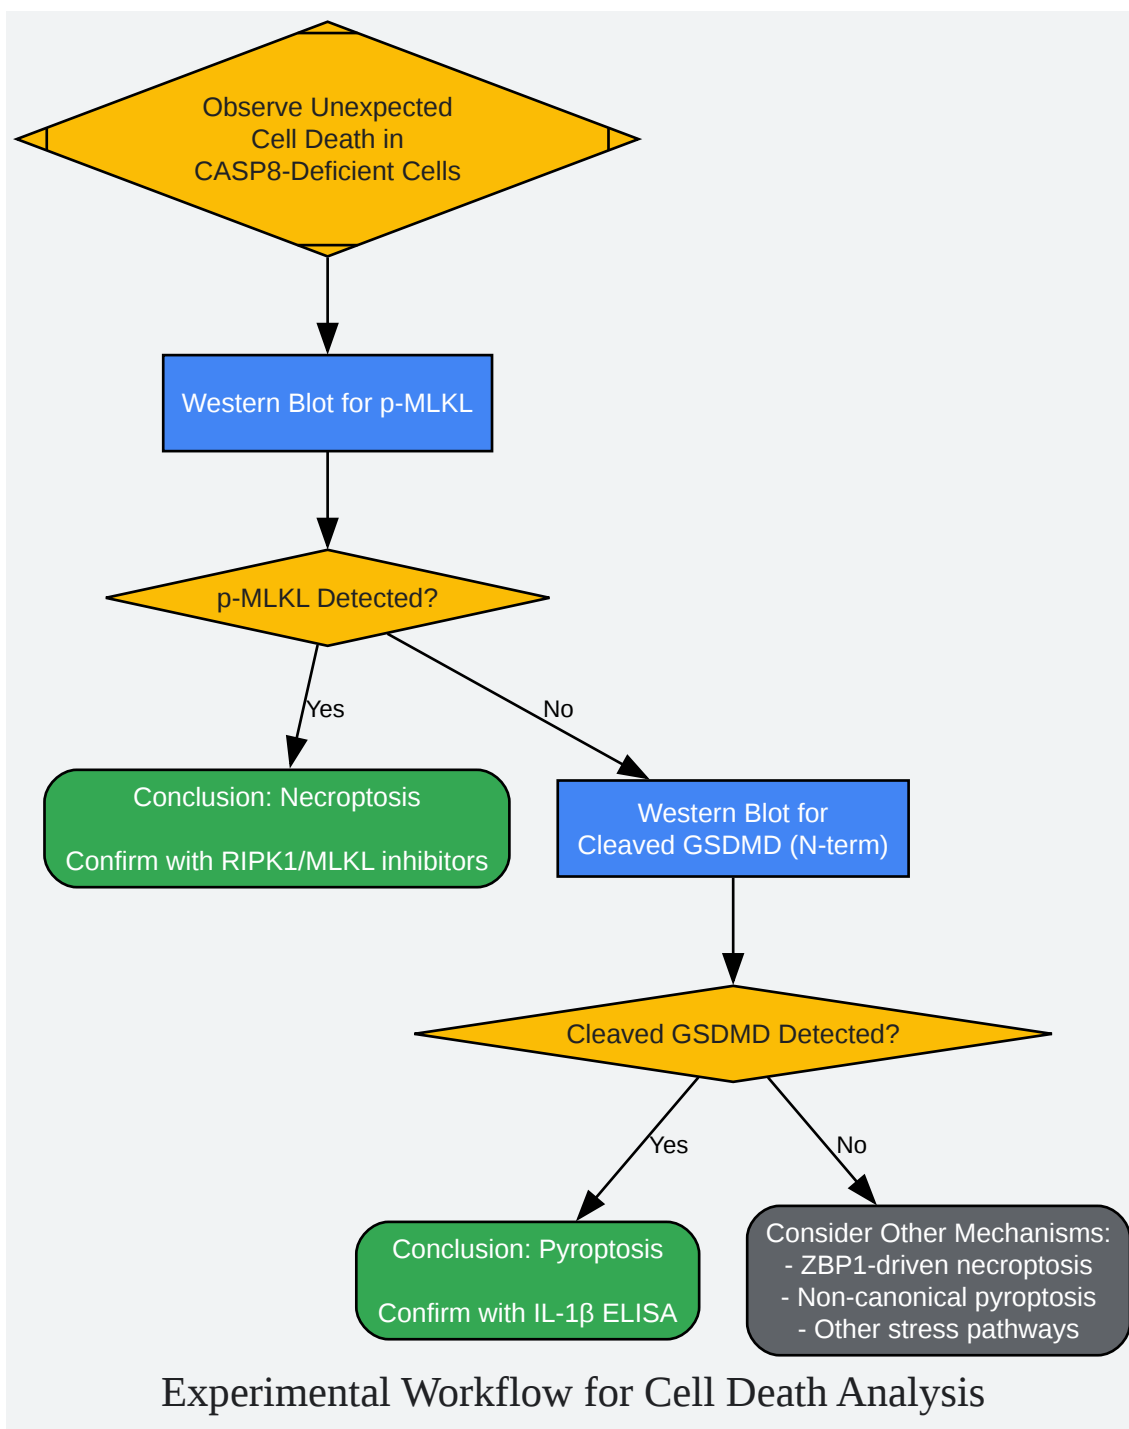 Observe Unexpected
Cell Death in
CASP8-Deficient Cells
Western Blot for p-MLKL
p-MLKL Detected?
Yes
No
Conclusion: Necroptosis
Confirm with RIPK1/MLKL inhibitors
Western Blot for
Cleaved GSDMD (N-term)
Cleaved GSDMD Detected?
Yes
No
Conclusion: Pyroptosis
Confirm with IL-1β ELISA
Consider Other Mechanisms:
- ZBP1-driven necroptosis
- Non-canonical pyroptosis
- Other stress pathways
Experimental Workflow for Cell Death Analysis